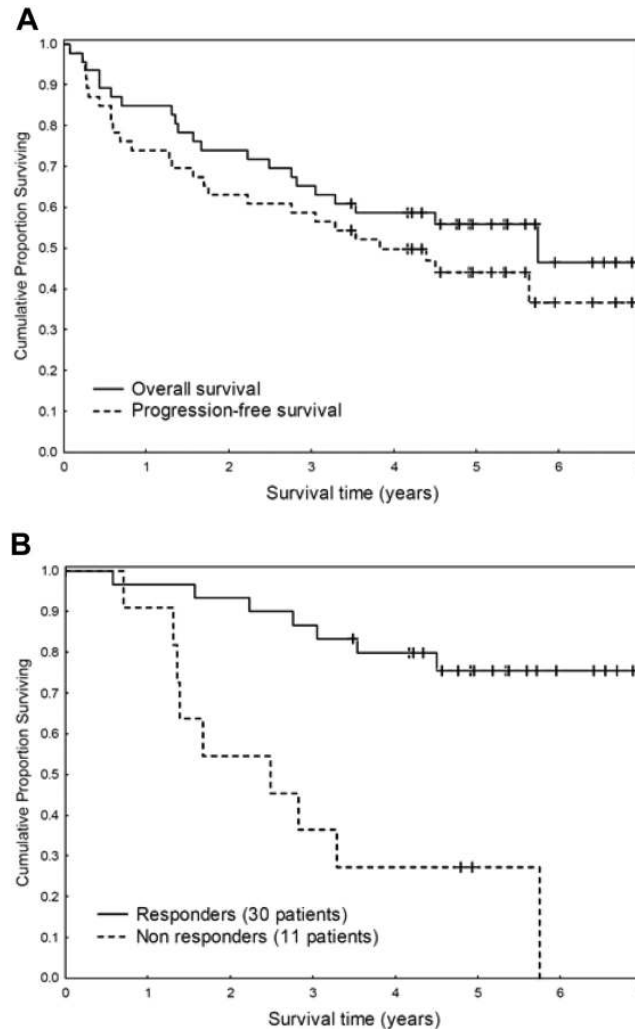 A
1.0
0.9
0.8
0.7
0.6
0.5
0.4
0.3
0.2
0.1
0.0
Cumulative Proportion Surviving
Overall survival
Progression-free survival
0 1 2 3 4 5 6
Survival time (years)
B
1.0
0.9
0.8
0.7
0.6
0.5
0.4
0.3
0.2
0.1
0.0
Cumulative Proportion Surviving
Responders (30 patients)
Non responders (11 patients)
0 1 2 3 4 5 6
Survival time (years)